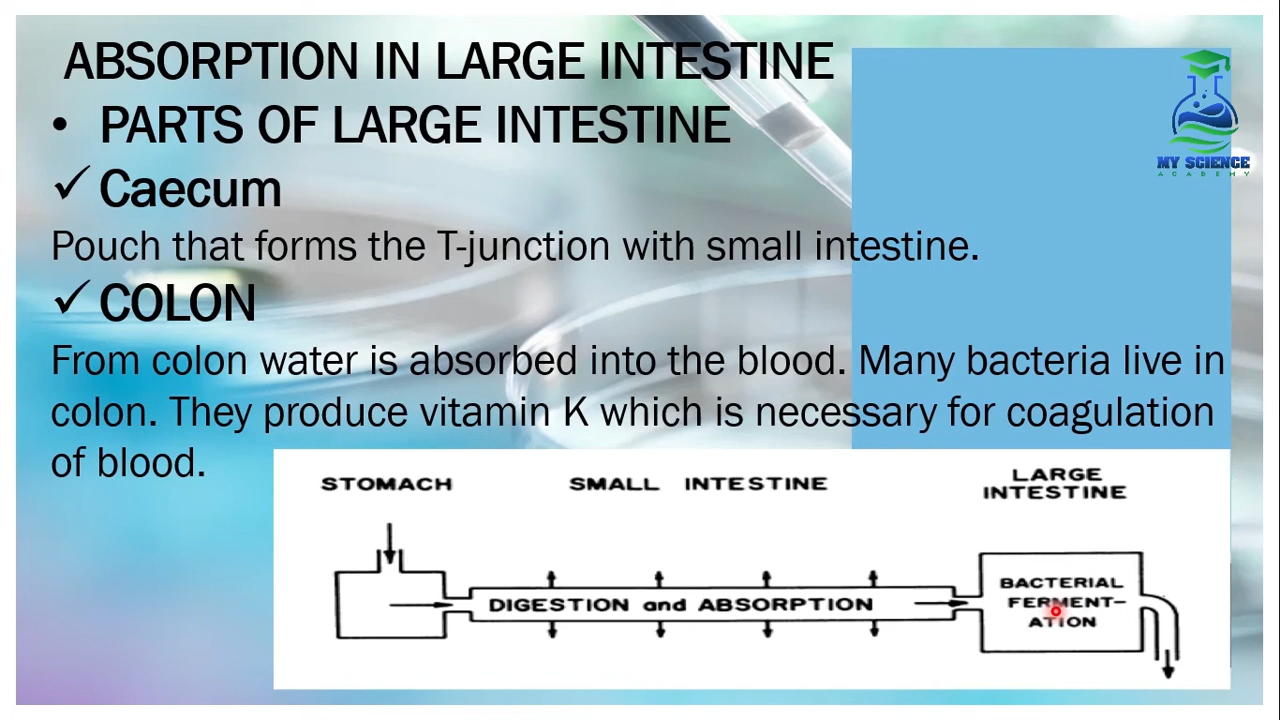 ABSORPTION IN LARGE INTESTINE
• PARTS OF LARGE INTESTINE
✓ Caecum
Pouch that forms the T-junction with small intestine.
✓ COLON
From colon water is absorbed into the blood. Many bacteria live in
colon. They produce vitamin K which is necessary for coagulation
of blood.
MY SCIENCE
ACADEMY
STOMACH
SMALL INTESTINE
LARGE
INTESTINE
DIGESTION and ABSORPTION
BACTERIAL
FERMENT-
ATION